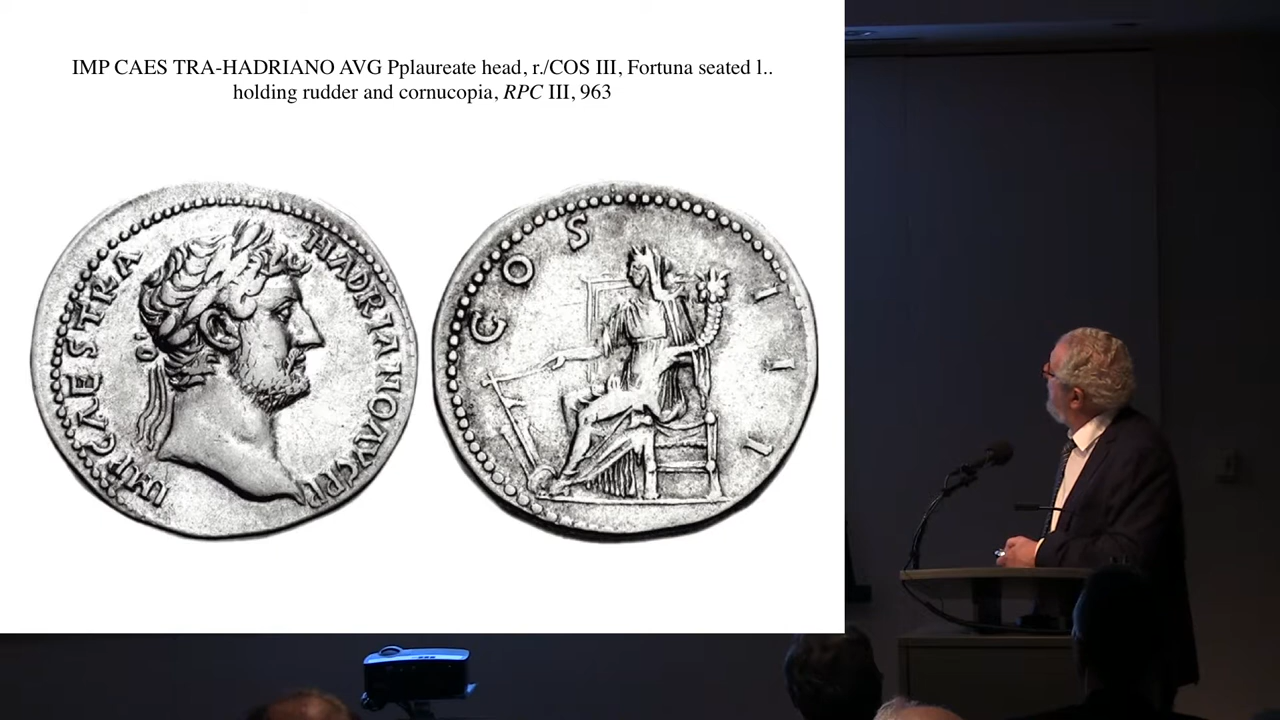 IMP CAES TRA-HADRIANO AVG Pplaureate head, r./COS III, Fortuna seated l..
holding rudder and cornucopia, RPC III, 963
IMP CAES TRA HADRIANO AVG PP
COS III